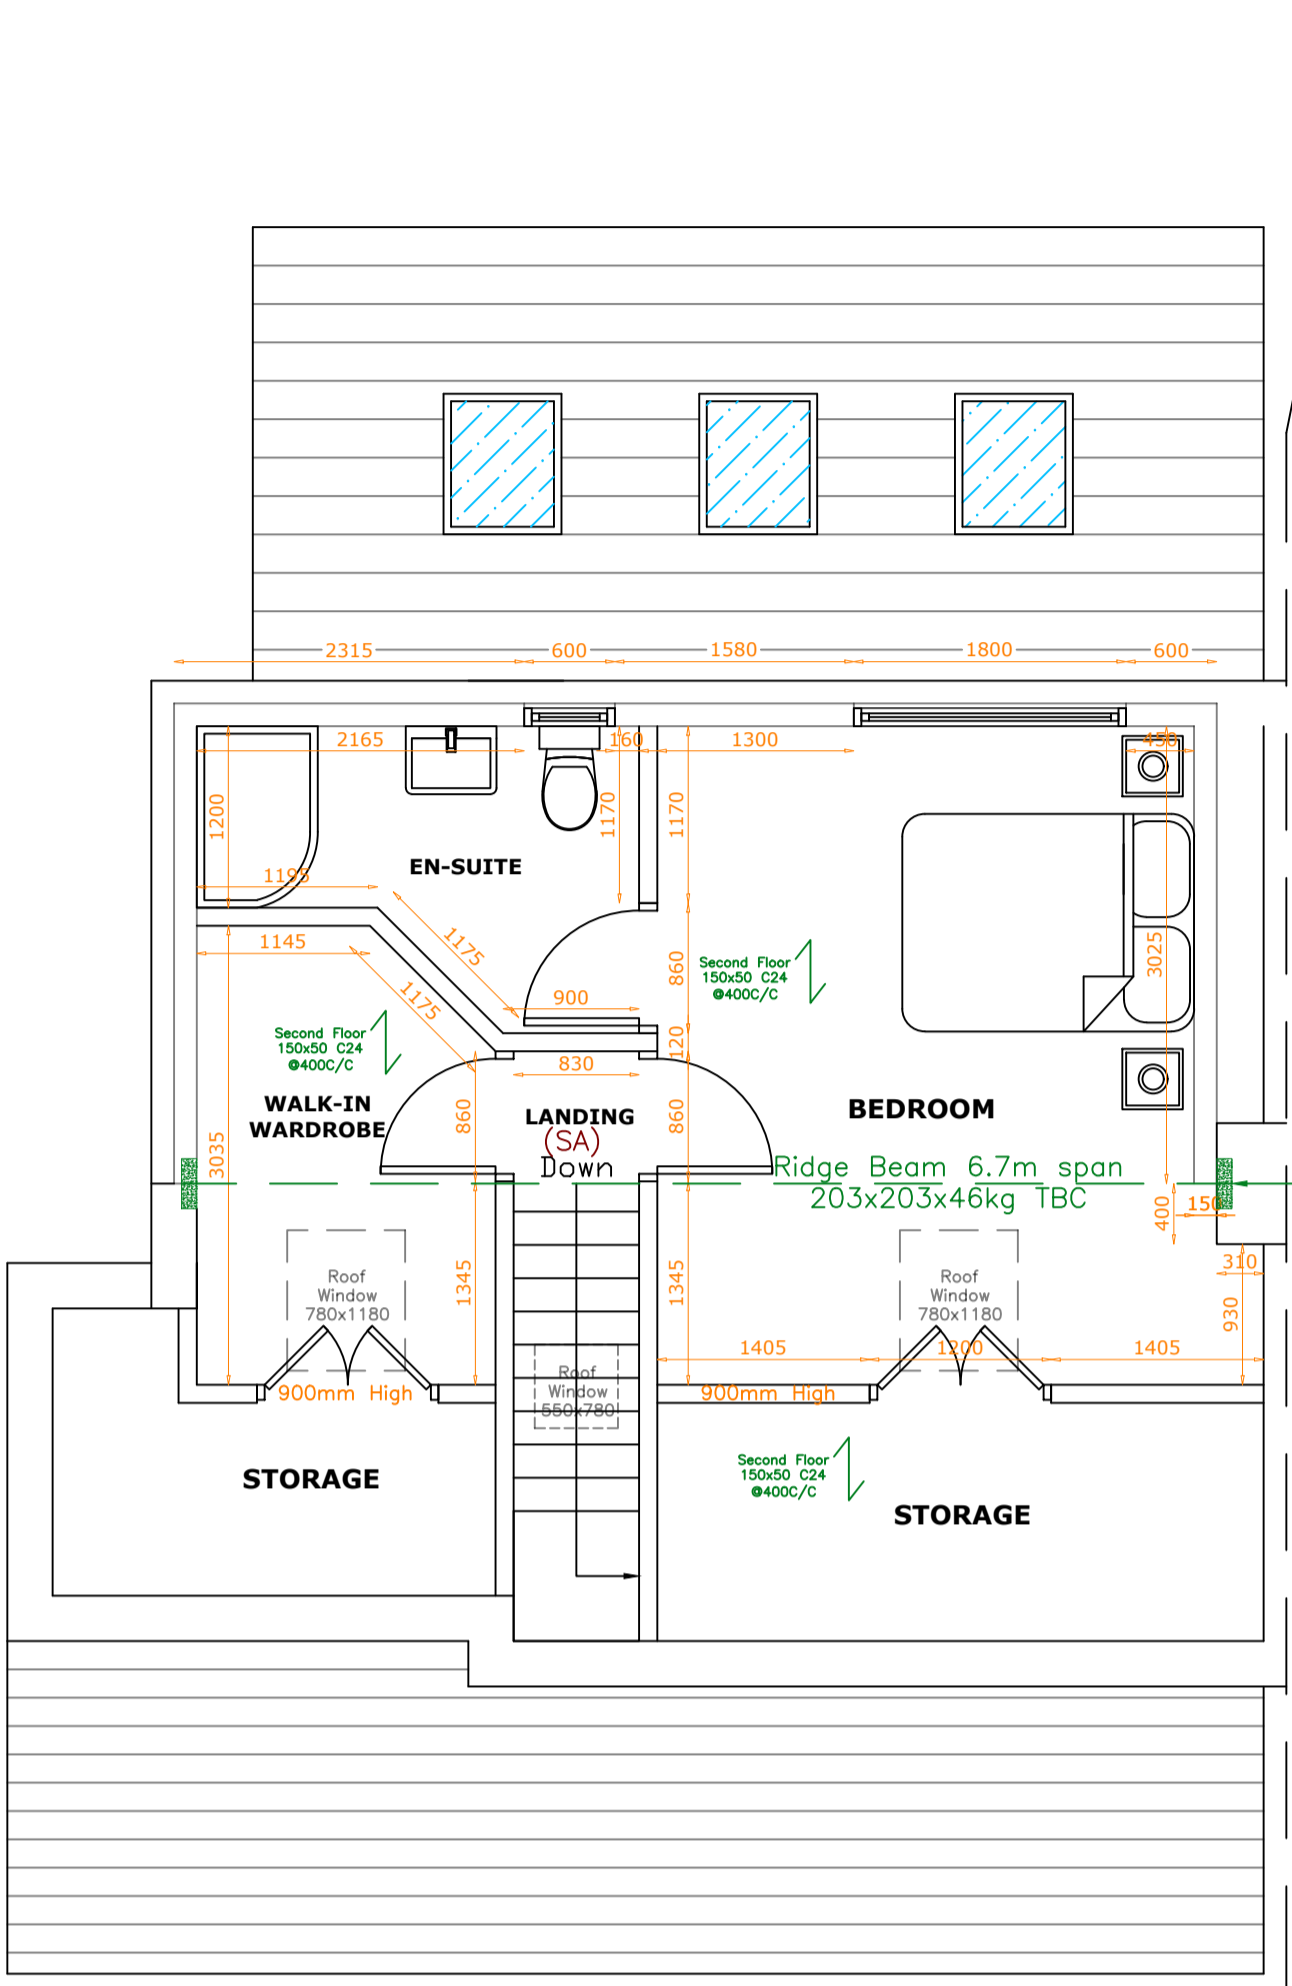 2315 600 1580 1800 600
2165 160 1300 450
1200 1170 1170
EN-SUITE
1195
1175
1145
1175
900
860
3025
Second Floor
150x50 C24
@400C/C
Second Floor
150x50 C24
@400C/C
120
830
WALK-IN
WARDROBE
860
LANDING
(SA)
Down
860
BEDROOM
3035
Ridge Beam 6.7m span
203x203x46kg TBC
400
150
310
930
Roof
Window
780x1180
1345
1345
Roof
Window
780x1180
1405 1200 1405
Roof
Window
550x780
900mm High
900mm High
STORAGE
Second Floor
150x50 C24
@400C/C
STORAGE